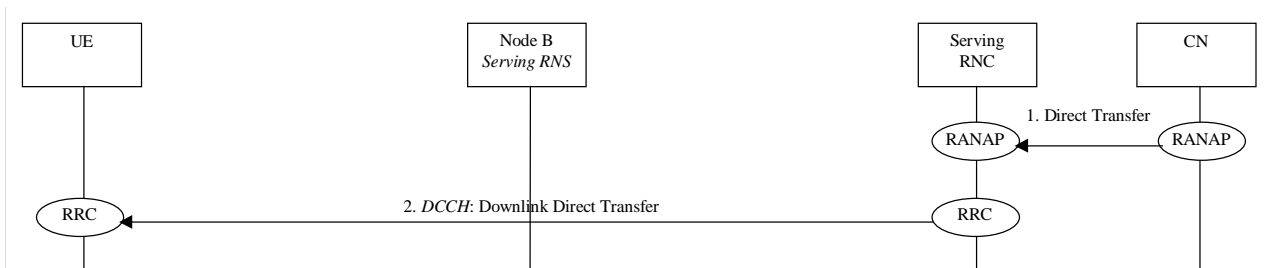 UE
Node B
Serving RNS
Serving
RNC
CN
1. Direct Transfer
RANAP
RANAP
2. DCCH: Downlink Direct Transfer
RRC
RRC